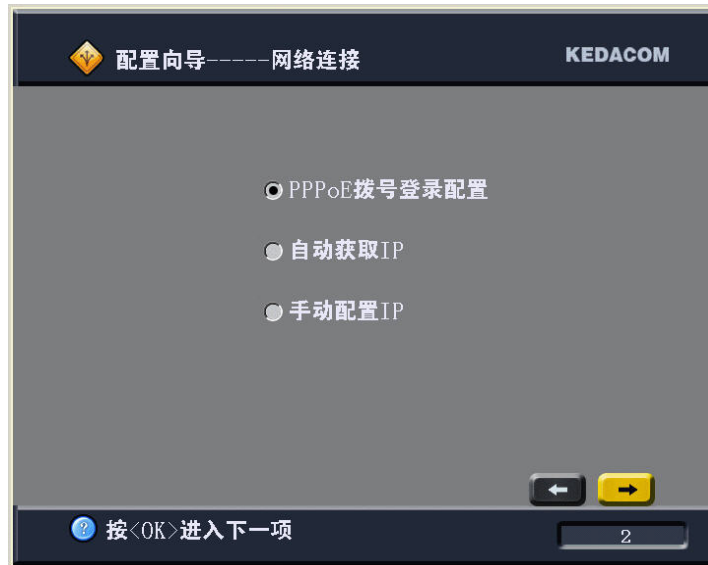 配置向导-----网络连接
KEDACOM
PPPoE拨号登录配置
自动获取IP
手动配置IP
按<OK>进入下一项
2